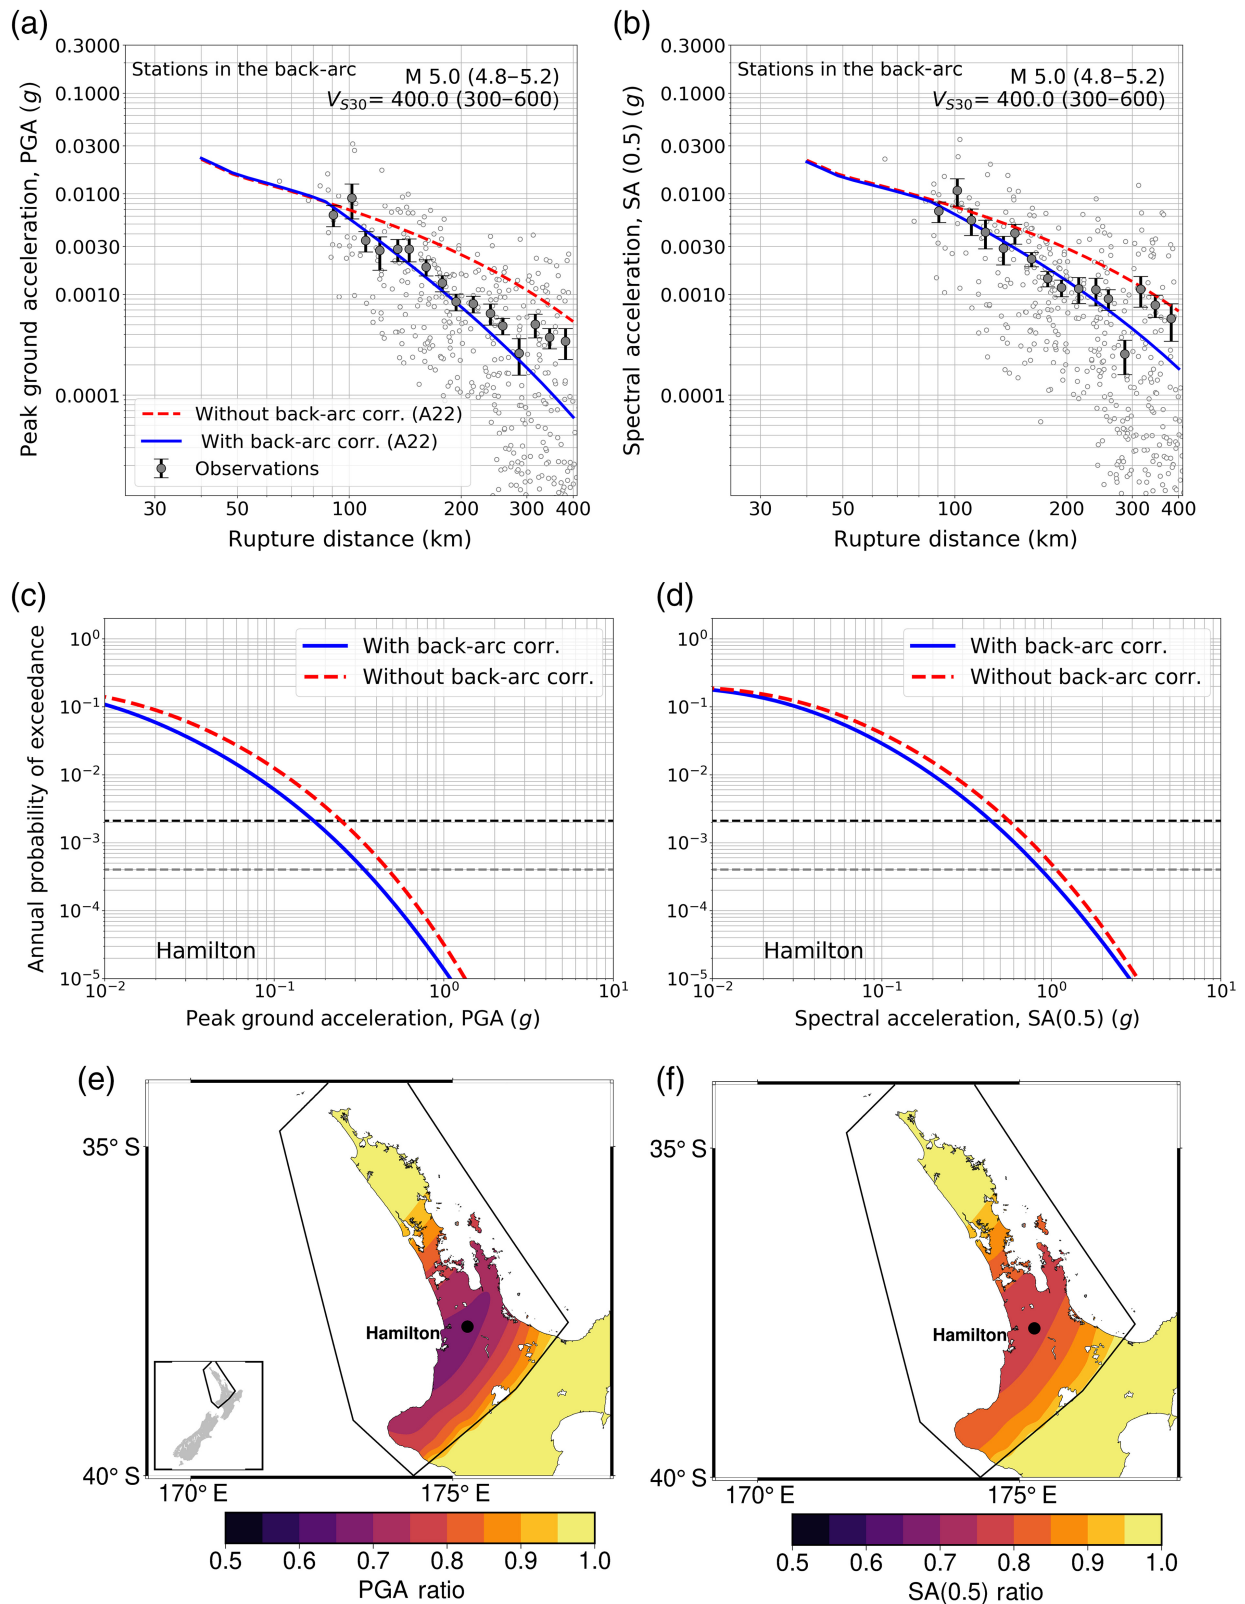 (a)
0.3000
0.1000
0.0300
0.0100
0.0030
0.0010
0.0001
Peak ground acceleration, PGA (g)
Stations in the back-arc
M 5.0 (4.8–5.2)
VS30= 400.0 (300–600)
Without back-arc corr. (A22)
With back-arc corr. (A22)
Observations
30 50 100 200 300 400
Rupture distance (km)
(b)
0.3000
0.1000
0.0300
0.0100
0.0030
0.0010
0.0001
Spectral acceleration, SA (0.5) (g)
Stations in the back-arc
M 5.0 (4.8–5.2)
VS30= 400.0 (300–600)
30 50 100 200 300 400
Rupture distance (km)
(c)
10^0
10^-1
10^-2
10^-3
10^-4
10^-5
Annual probability of exceedance
With back-arc corr.
Without back-arc corr.
Hamilton
10^-2 10^-1 10^0 10^1
Peak ground acceleration, PGA (g)
(d)
10^0
10^-1
10^-2
10^-3
10^-4
10^-5
With back-arc corr.
Without back-arc corr.
Hamilton
10^-2 10^-1 10^0 10^1
Spectral acceleration, SA(0.5) (g)
(e)
35° S
Hamilton
40° S
170° E 175° E
0.5 0.6 0.7 0.8 0.9 1.0
PGA ratio
(f)
35° S
Hamilton
40° S
170° E 175° E
0.5 0.6 0.7 0.8 0.9 1.0
SA(0.5) ratio